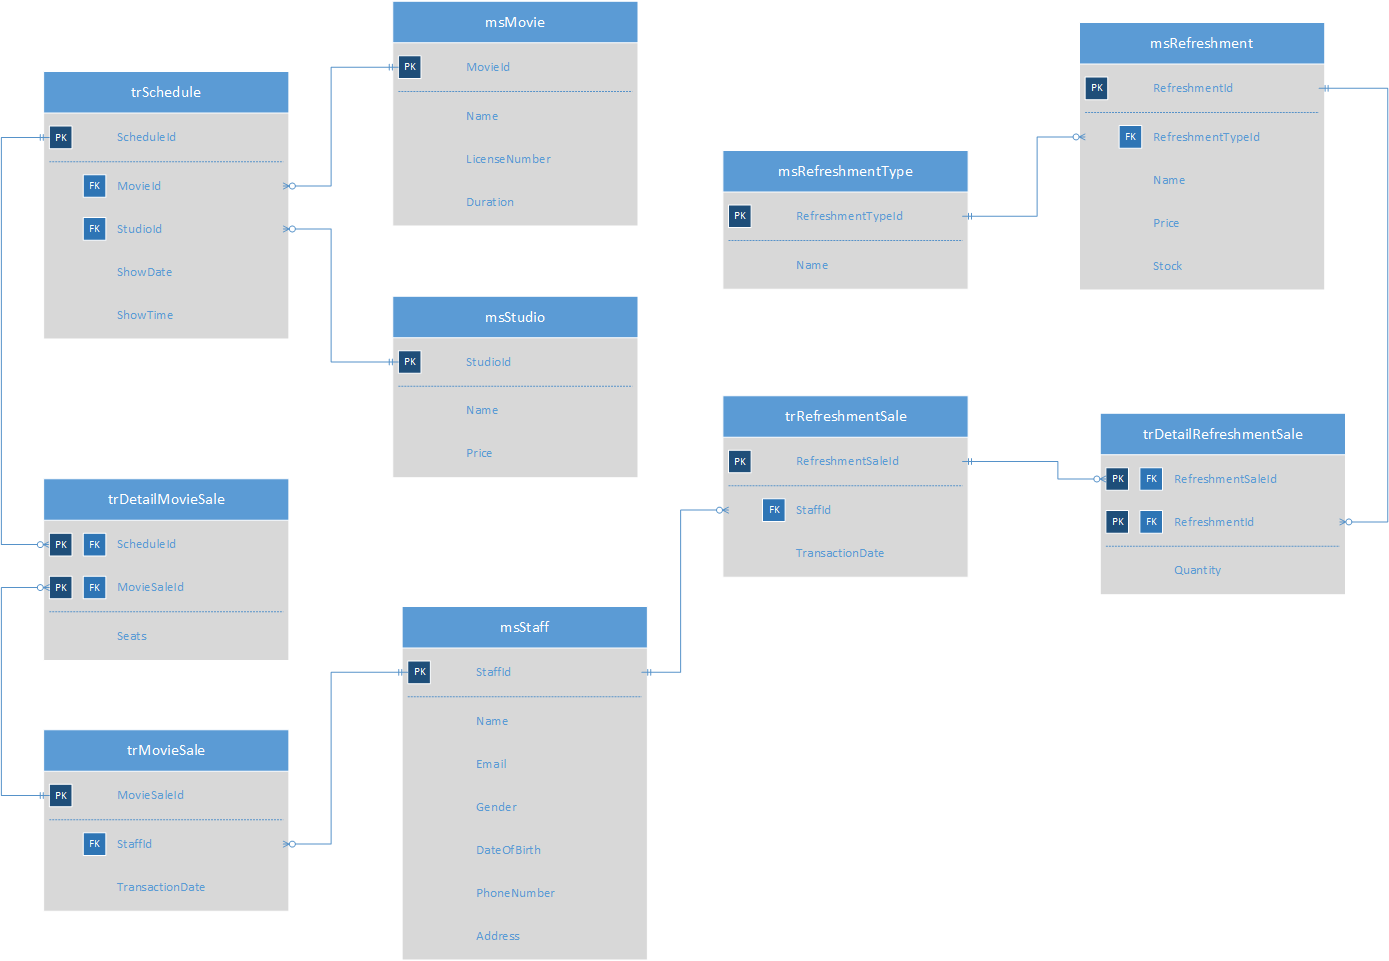 msMovie
PK MovieId
Name
LicenseNumber
Duration
trSchedule
PK ScheduleId
FK MovieId
FK StudioId
ShowDate
ShowTime
msStudio
PK StudioId
Name
Price
msRefreshment
PK RefreshmentId
FK RefreshmentTypeId
Name
Price
Stock
msRefreshmentType
PK RefreshmentTypeId
Name
trRefreshmentSale
PK RefreshmentSaleId
FK StaffId
TransactionDate
trDetailRefreshmentSale
PK FK RefreshmentSaleId
PK FK RefreshmentId
Quantity
trDetailMovieSale
PK FK ScheduleId
PK FK MovieSaleId
Seats
msStaff
PK StaffId
Name
Email
Gender
DateOfBirth
PhoneNumber
Address
trMovieSale
PK MovieSaleId
FK StaffId
TransactionDate